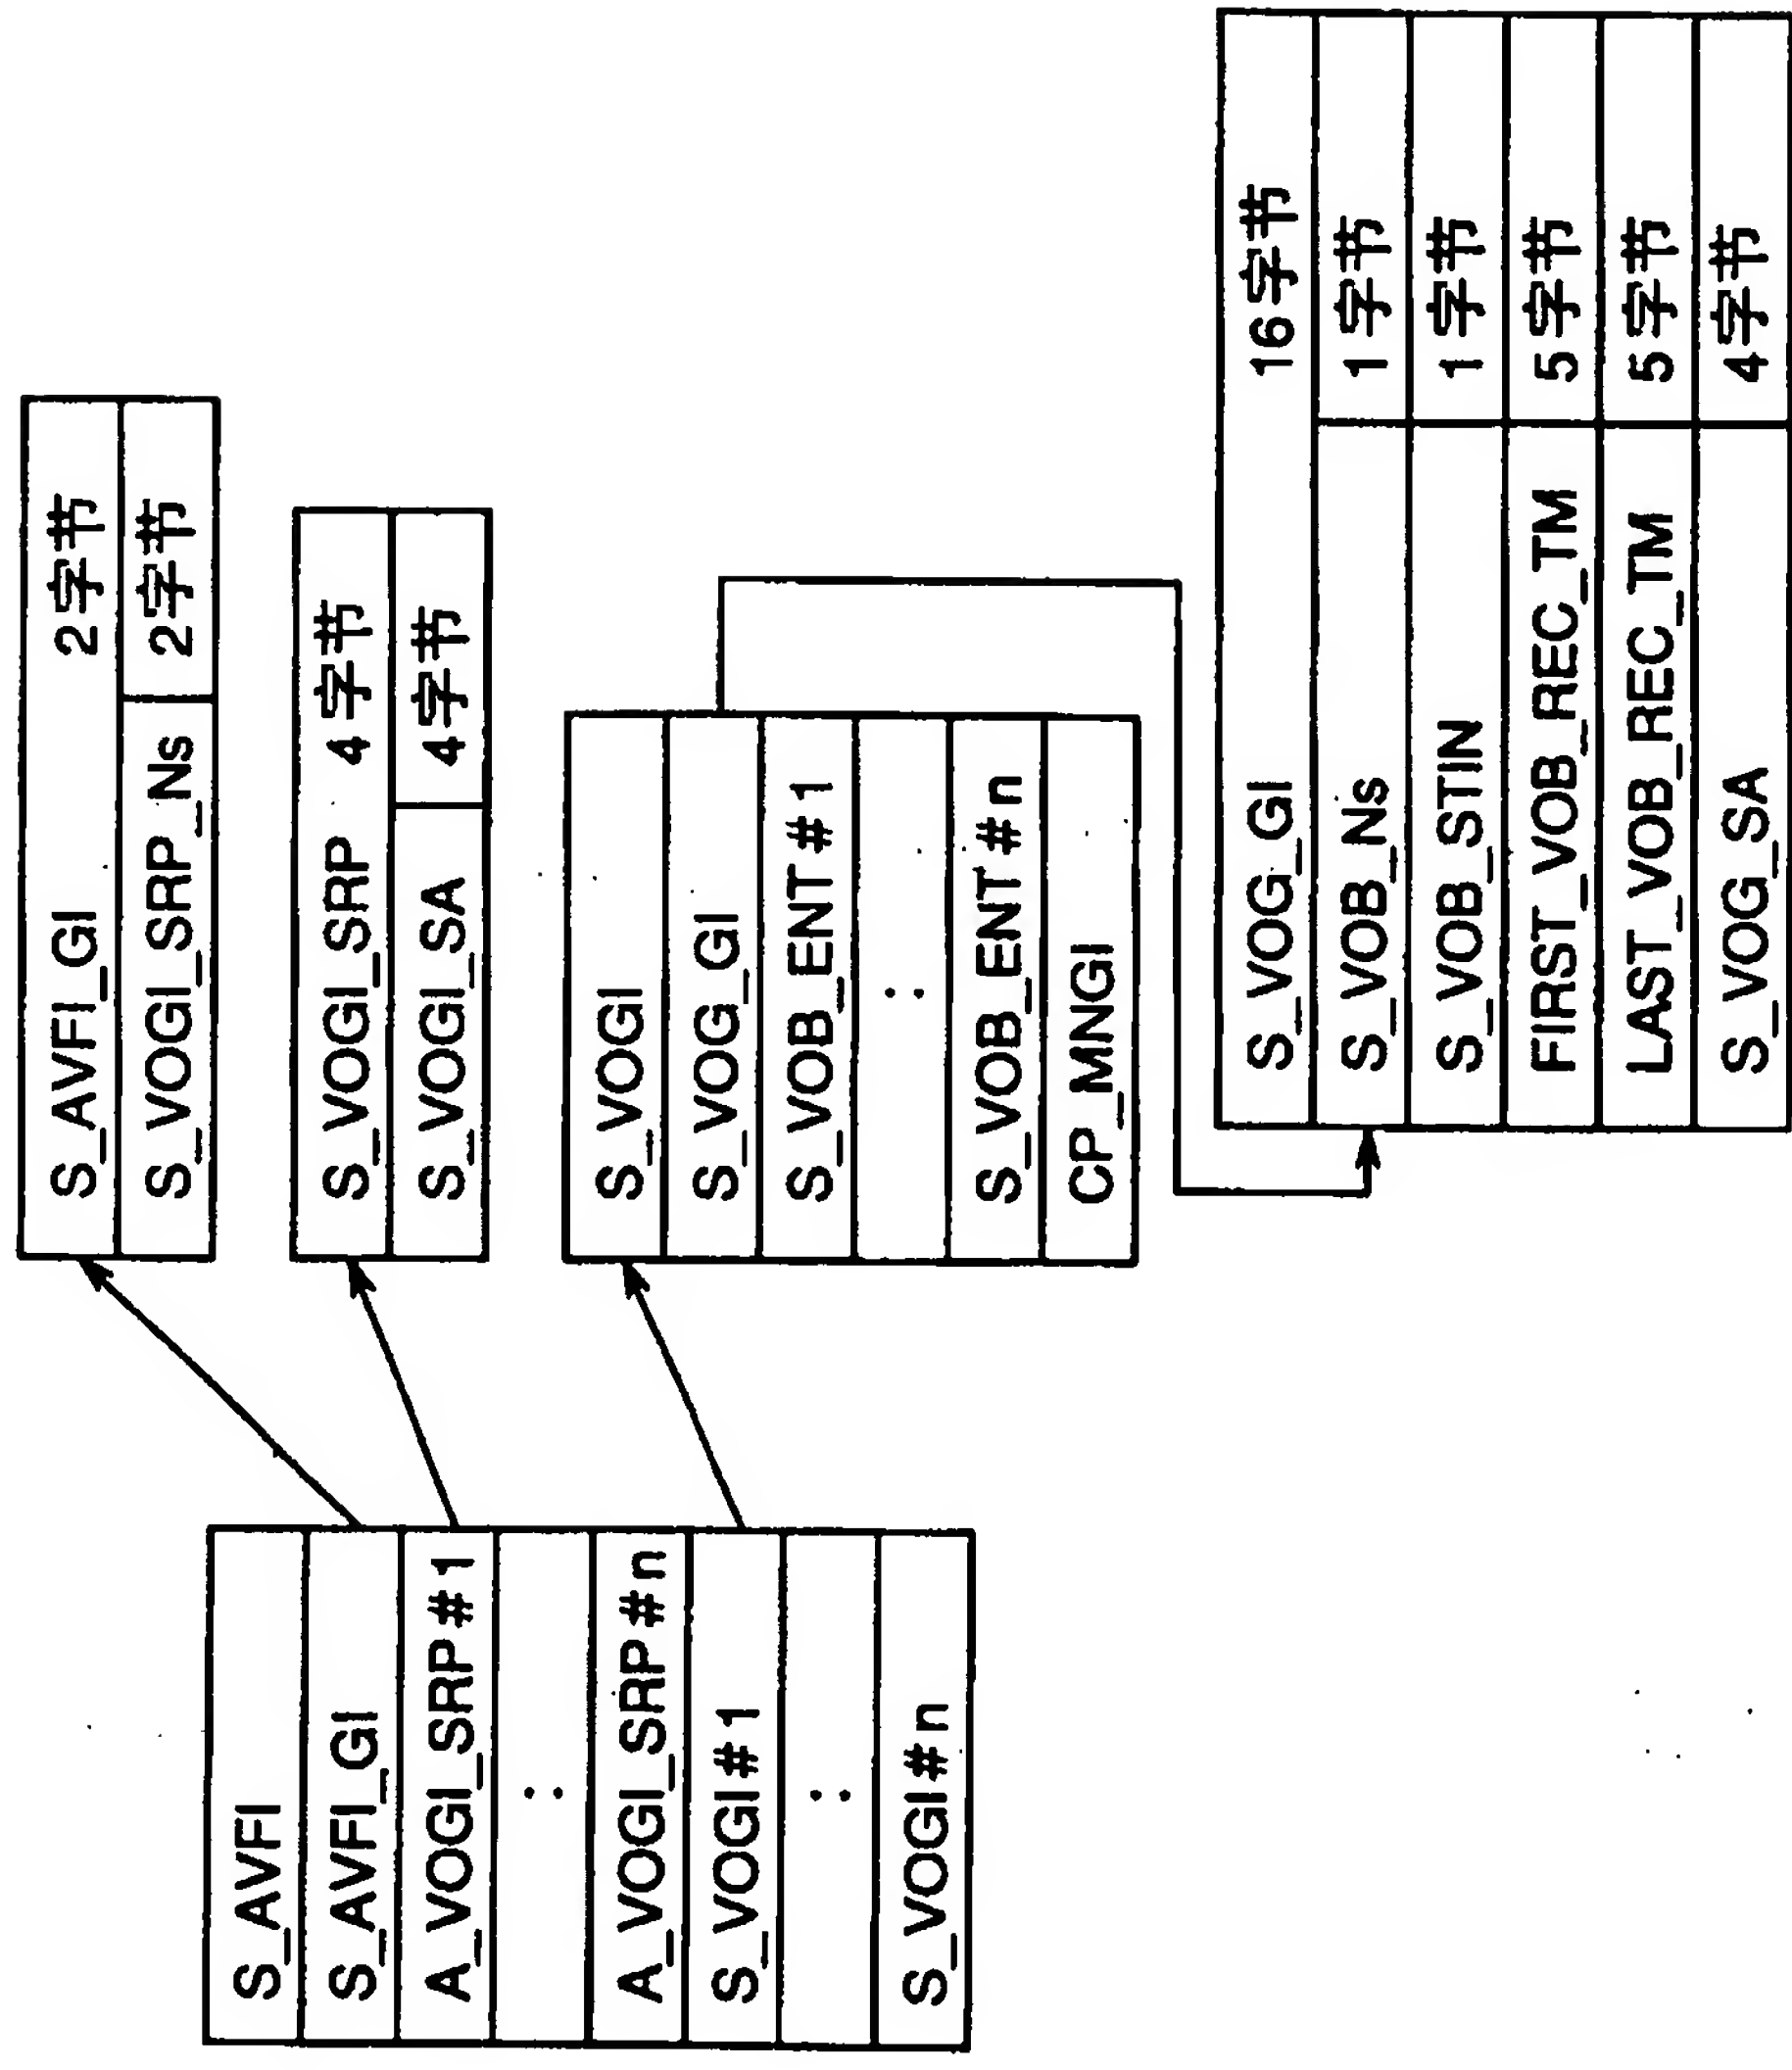 S_AVFI
S_AVFI_GI
A_VOGI_SRP#1
:
A_VOGI_SRP#n
S_VOGI#1
:
S_VOGI#n
S_AVFI_GI 2字节
S_VOGI_SRP_Ns 2字节
S_VOGI_SRP 4字节
S_VOGI_SA 4字节
S_VOGI
S_VOG_GI
S_VOB_ENT#1
:
S_VOB_ENT#n
CP_MNGI
S_VOG_GI 16字节
S_VOB_Ns 1字节
S_VOB_STIN 1字节
FIRST_VOB_REC_TM 5字节
LAST_VOB_REC_TM 5字节
S_VOG_SA 4字节